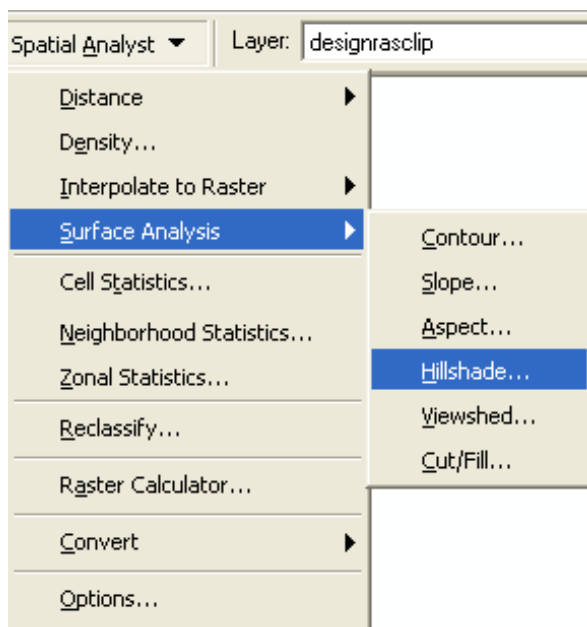 Spatial Analyst Layer: designrasclip
Distance
Density...
Interpolate to Raster
Surface Analysis
Cell Statistics...
Neighborhood Statistics...
Zonal Statistics...
Reclassify...
Raster Calculator...
Convert
Options...
Contour...
Slope...
Aspect...
Hillshade...
Viewshed...
Cut/Fill...